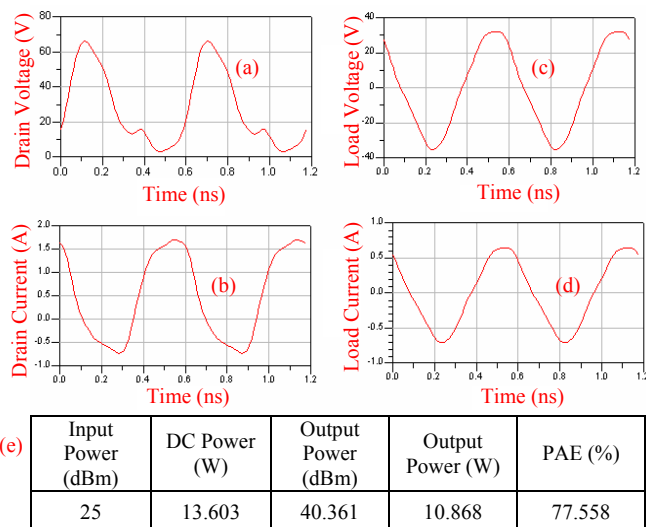 Drain Voltage (V)
80
60
40
20
0
(a)
0.0 0.2 0.4 0.6 0.8 1.0 1.2
Time (ns)
Load Voltage (V)
40
20
0
-20
-40
(c)
0.0 0.2 0.4 0.6 0.8 1.0 1.2
Time (ns)
Drain Current (A)
2.0
1.5
1.0
0.5
0.0
-0.5
-1.0
(b)
0.0 0.2 0.4 0.6 0.8 1.0 1.2
Time (ns)
Load Current (A)
1.0
0.5
0.0
-0.5
-1.0
(d)
0.0 0.2 0.4 0.6 0.8 1.0 1.2
Time (ns)
(e)
Input
Power
(dBm)
DC Power
(W)
Output
Power
(dBm)
Output
Power (W)
PAE (%)
25 13.603 40.361 10.868 77.558